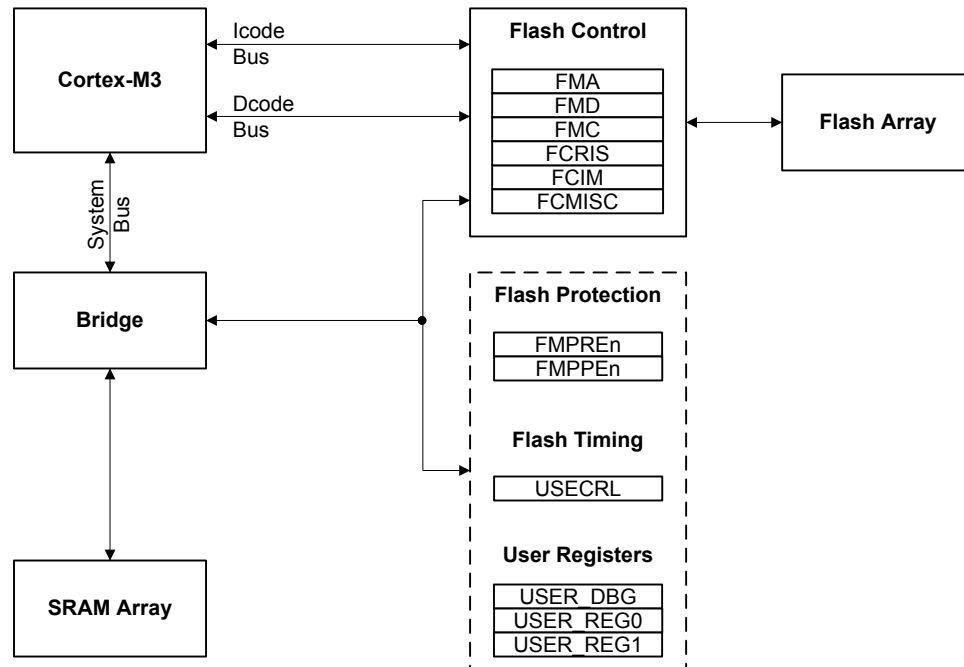 Cortex-M3
Icode
Bus
Dcode
Bus
System
Bus
Bridge
SRAM Array
Flash Control
FMA
FMD
FMC
FCRIS
FCIM
FCMISC
Flash Array
Flash Protection
FMPREn
FMPPEn
Flash Timing
USECRL
User Registers
USER_DBG
USER_REG0
USER_REG1